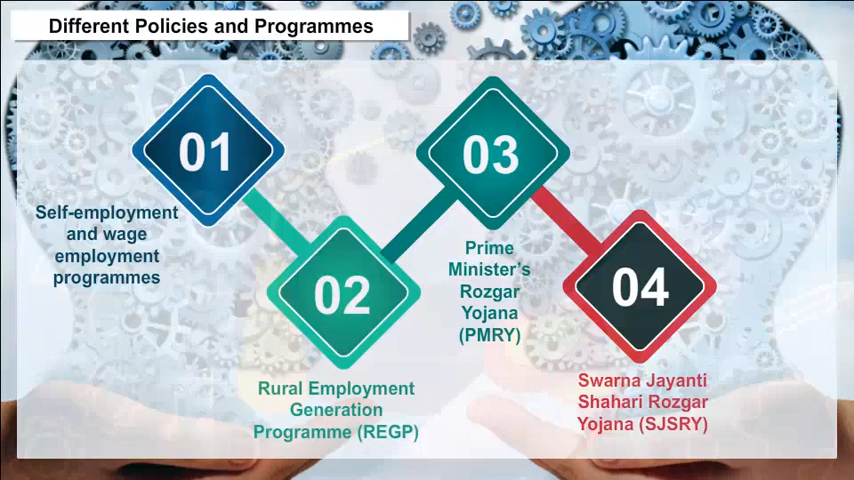 Different Policies and Programmes
01
Self-employment
and wage
employment
programmes
02
Rural Employment
Generation
Programme (REGP)
03
Prime
Minister's
Rozgar
Yojana
(PMRY)
04
Swarna Jayanti
Shahari Rozgar
Yojana (SJSRY)